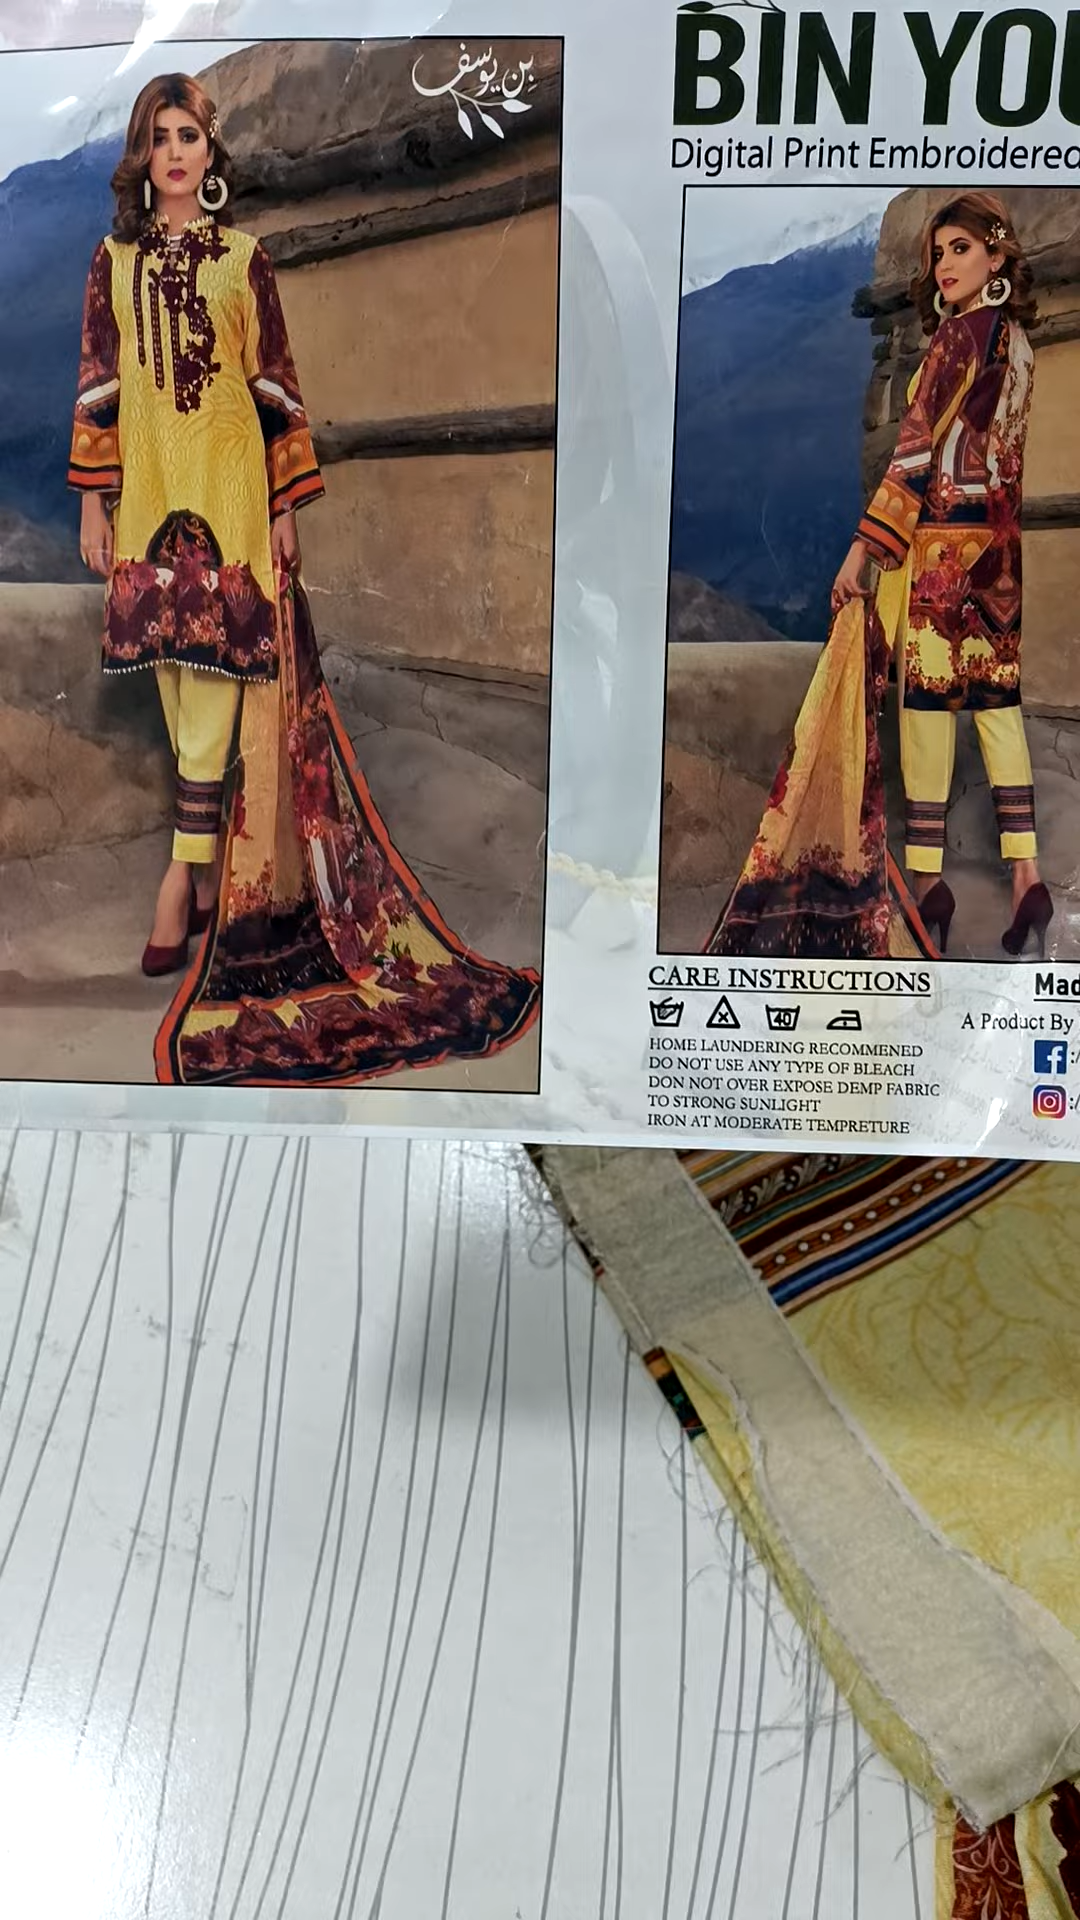 بن یوسف
BIN YOU
Digital Print Embroidered
CARE INSTRUCTIONS
40
HOME LAUNDERING RECOMMENED
DO NOT USE ANY TYPE OF BLEACH
DON NOT OVER EXPOSE DEMP FABRIC
TO STRONG SUNLIGHT
IRON AT MODERATE TEMPRETURE
Mad
A Product By
f :/
:/